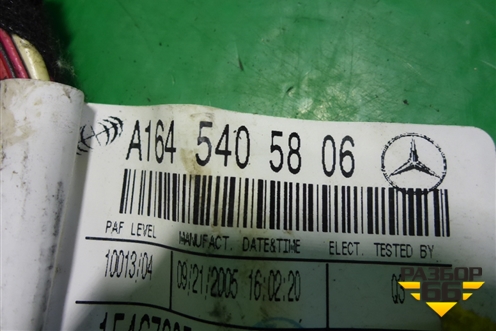 A164 540 58 06
PAF LEVEL MANUFACT. DATE&TIME ELECT. TESTED BY
10013/04 09/21/2005 16:02:20
РАЗБОР
66